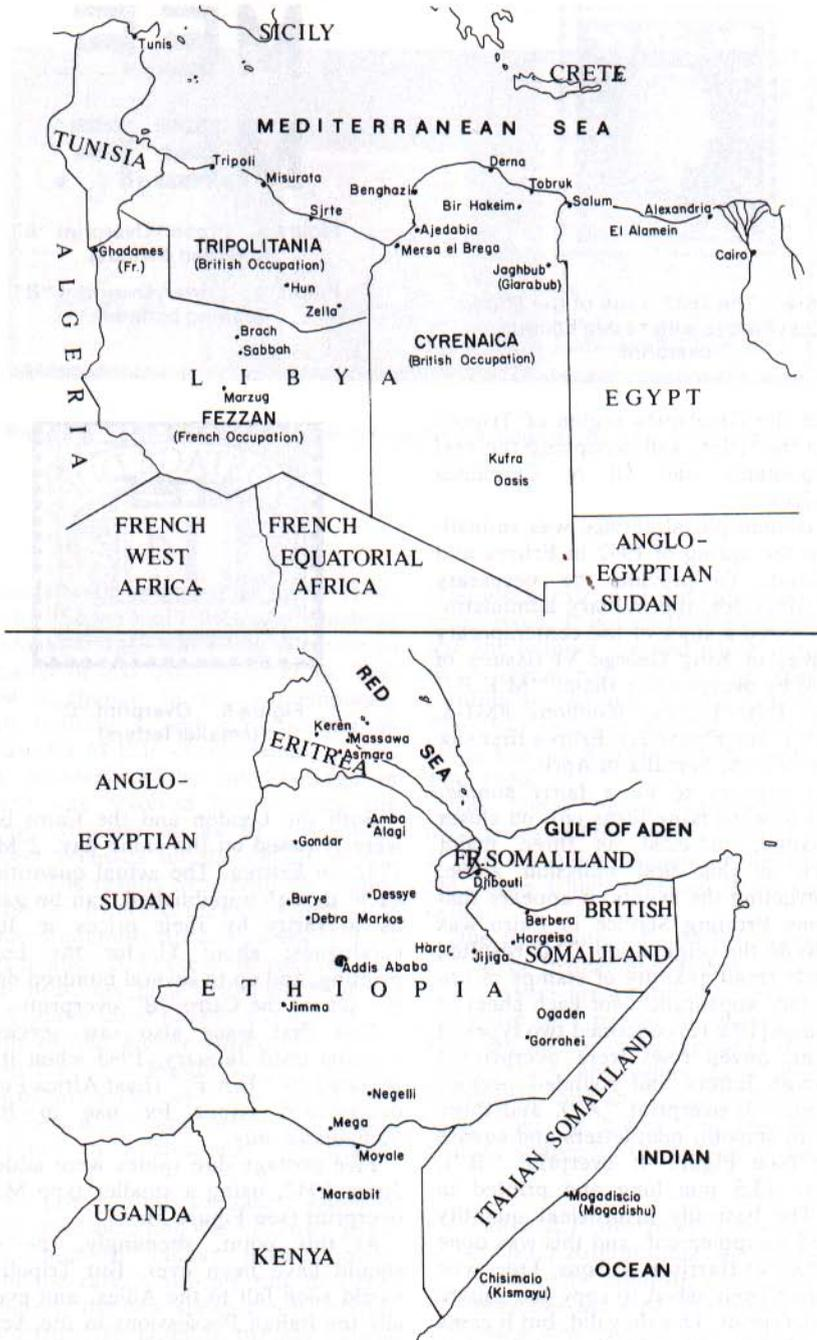 SICILY
Tunis
CRETE
MEDITERRANEAN SEA
TUNISIA
Tripoli
Misurata
Derna
Benghazi
Tobruk
Bir Hakeim
Salum
Alexandria
Sirte
El Alamein
Ajedabia
Mersa el Brega
Cairo
Ghadames
(Fr.)
TRIPOLITANIA
(British Occupation)
Jaghbub
(Giarabub)
Hun
Zella
ALGERIA
Brach
Sabbah
CYRENAICA
(British Occupation)
LIBYA
Marzug
EGYPT
FEZZAN
(French Occupation)
Kufra
Oasis
FRENCH
WEST
AFRICA
FRENCH
EQUATORIAL
AFRICA
ANGLO-
EGYPTIAN
SUDAN
RED SEA
Keren
Massawa
ERITREA
Asmara
ANGLO-
EGYPTIAN
SUDAN
Amba
Alagi
Gondar
GULF OF ADEN
FR.SOMALILAND
Djibouti
Burye
Dessye
Debra Markos
BRITISH
SOMALILAND
Berbera
Hargeisa
Harar
Jijiga
Addis Ababa
ETHIOPIA
Jimma
Ogaden
Gorrahei
Negelli
ITALIAN SOMALILAND
Mega
Moyale
INDIAN
OCEAN
Marsabit
UGANDA
Mogadiscio
(Mogadishu)
KENYA
Chisimaio
(Kismayu)